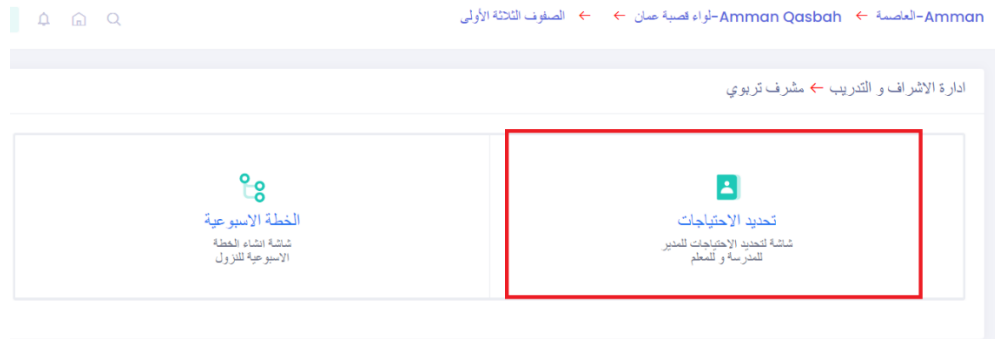 Amman-العاصمة ← Amman Qasbah-لواء قصبة عمان ← ← الصفوف الثلاثة الأولى
ادارة الاشراف و التدريب ← مشرف تربوي
تحديد الاحتياجات
شاشة لتحديد الاحتياجات للمدير
للمدرسة و للمعلم
الخطة الاسبوعية
شاشة انشاء الخطة
الاسبوعية للنزول